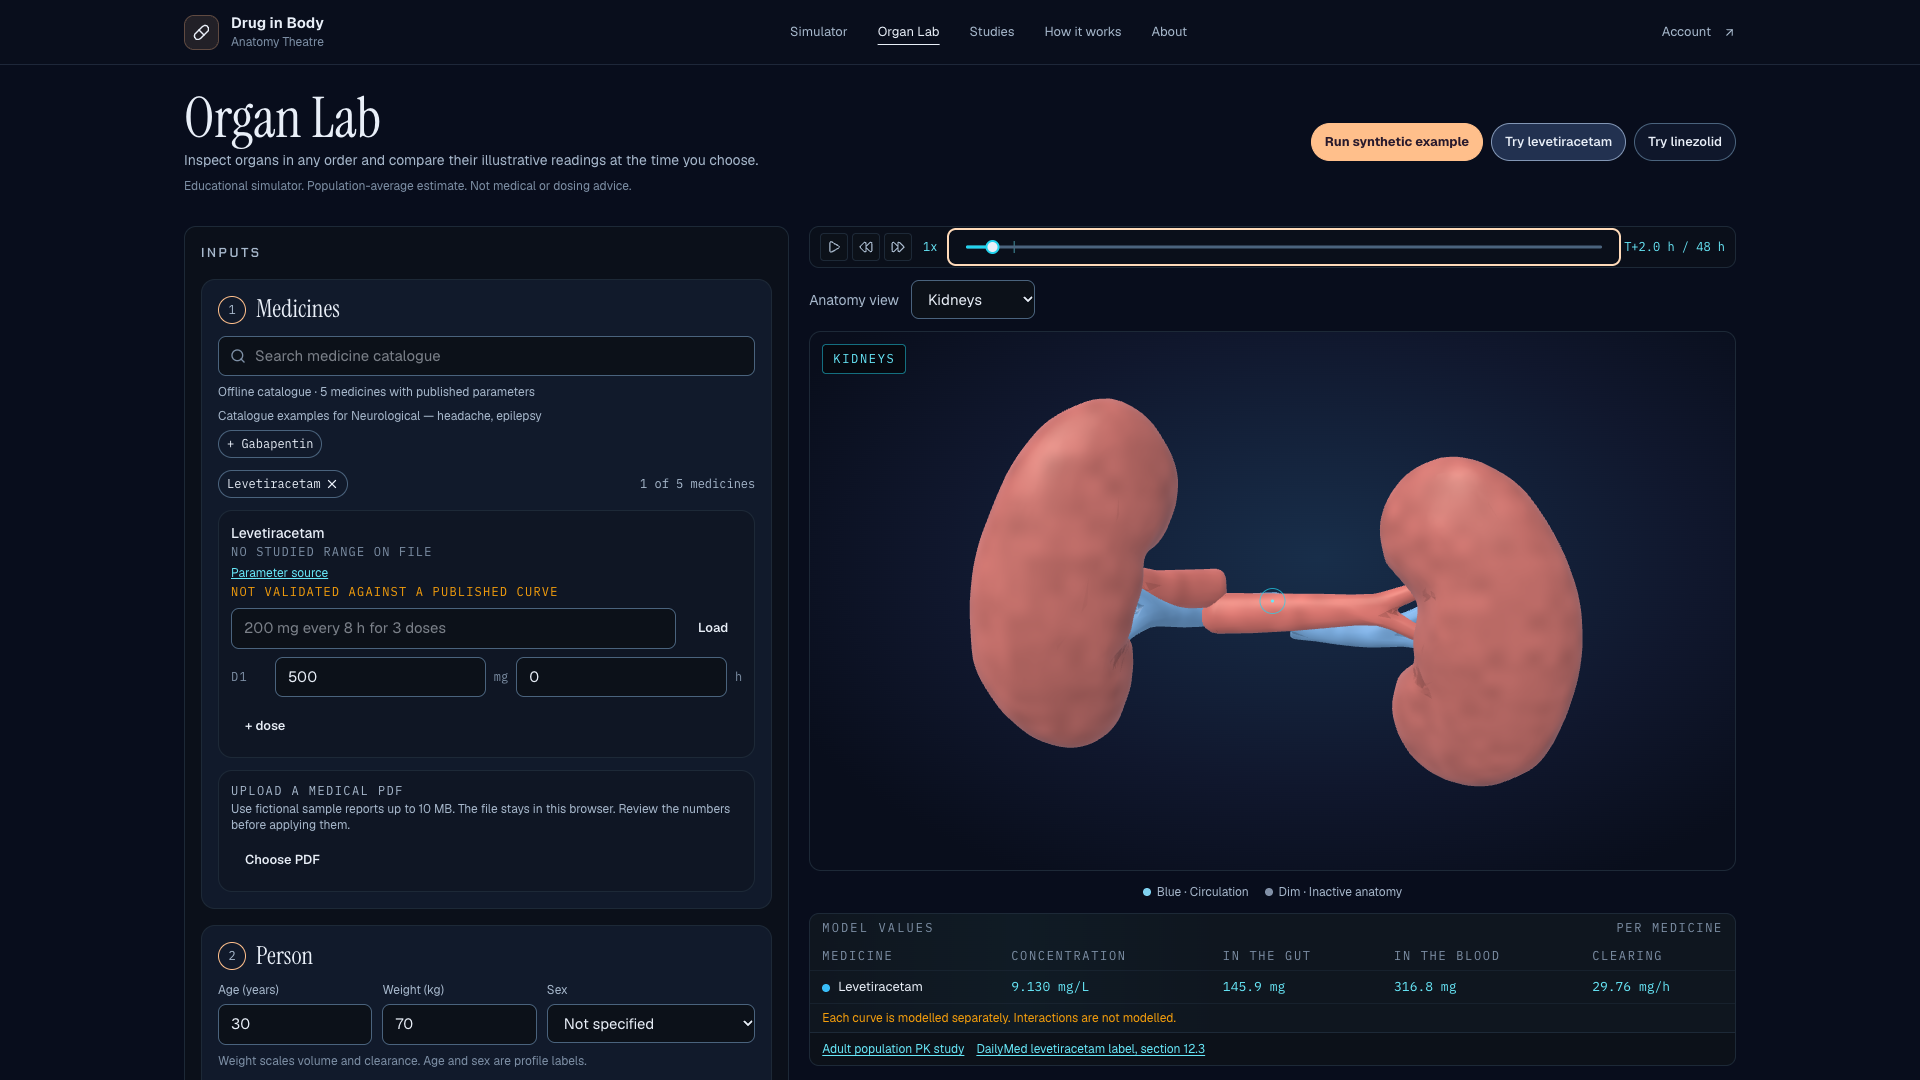 Drug in Body
Anatomy Theatre
Simulator
Organ Lab
Studies
How it works
About
Account
Organ Lab
Inspect organs in any order and compare their illustrative readings at the time you choose.
Educational simulator. Population-average estimate. Not medical or dosing advice.
Run synthetic example
Try levetiracetam
Try linezolid
INPUTS
1 Medicines
Search medicine catalogue
Offline catalogue · 5 medicines with published parameters
Catalogue examples for Neurological — headache, epilepsy
+ Gabapentin
Levetiracetam ×
1 of 5 medicines
Levetiracetam
NO STUDIED RANGE ON FILE
Parameter source
NOT VALIDATED AGAINST A PUBLISHED CURVE
200 mg every 8 h for 3 doses
Load
D1 500 mg 0 h
+ dose
UPLOAD A MEDICAL PDF
Use fictional sample reports up to 10 MB. The file stays in this browser. Review the numbers
before applying them.
Choose PDF
2 Person
Age (years) Weight (kg) Sex
30 70 Not specified
Weight scales volume and clearance. Age and sex are profile labels.
1x
T+2.0 h / 48 h
Anatomy view Kidneys
KIDNEYS
Blue · Circulation Dim · Inactive anatomy
MODEL VALUES PER MEDICINE
MEDICINE CONCENTRATION IN THE GUT IN THE BLOOD CLEARING
Levetiracetam 9.130 mg/L 145.9 mg 316.8 mg 29.76 mg/h
Each curve is modelled separately. Interactions are not modelled.
Adult population PK study DailyMed levetiracetam label, section 12.3